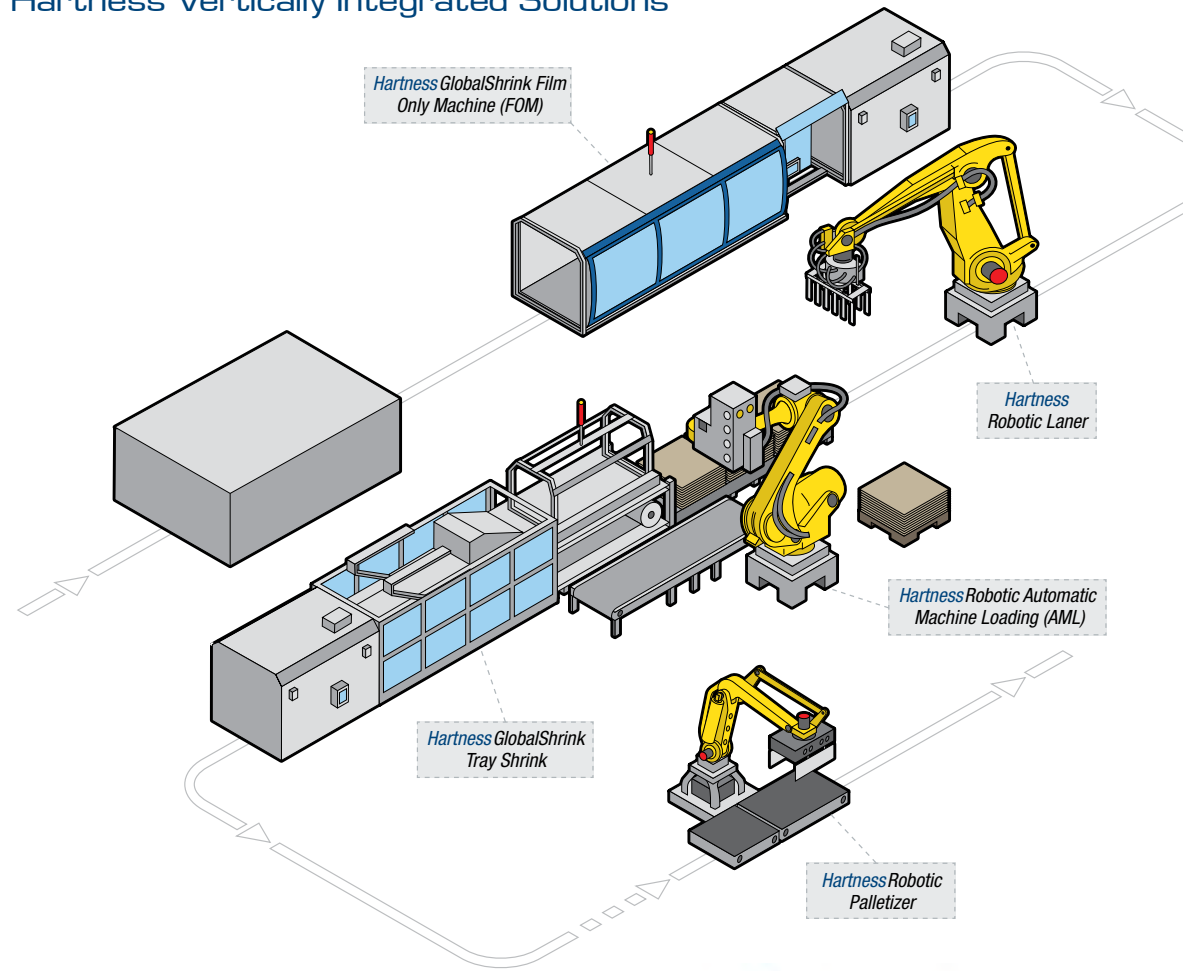 Hartness Vertically Integrated Solutions
Hartness GlobalShrink Film
Only Machine (FOM)
Hartness
Robotic Laner
Hartness Robotic Automatic
Machine Loading (AML)
Hartness GlobalShrink
Tray Shrink
Hartness Robotic
Palletizer